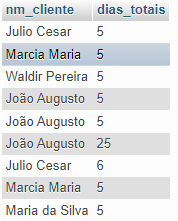 nm_cliente dias_totais
Julio Cesar 5
Marcia Maria 5
Waldir Pereira 5
João Augusto 5
João Augusto 5
João Augusto 25
Julio Cesar 6
Marcia Maria 5
Maria da Silva 5